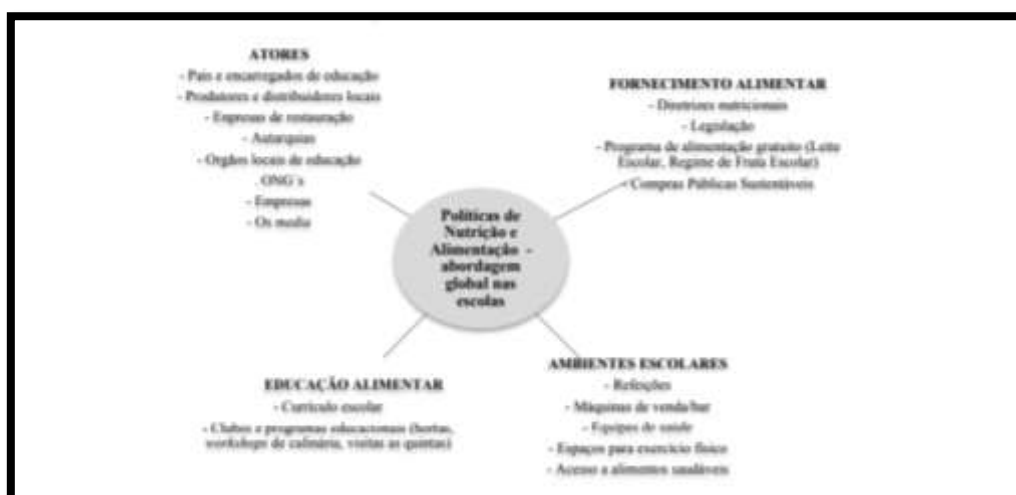 ATORES
- Pais e encarregados de educação
- Produtores e distribuidores locais
- Enpresas de restauração
- Autarquias
- Orgãos locais de educação
. ONG´s
- Empresas
- Os media
FORNECIMENTO ALIMENTAR
- Diretrizes nutricionais
- Legislação
- Programa de alimentação gratuito (Leite
Escolar, Regime de Fruta Escolar)
- Compras Públicas Sustentáveis
Políticas de
Nutrição e
Alimentação -
abordagem
global nas
escolas
EDUCAÇÃO ALIMENTAR
- Currículo escolar
- Clubes e programas educacionais (hortas,
workshops de culinária, visitas as quintas)
AMBIENTES ESCOLARES
- Refeições
- Máquinas de venda/bar
- Equipas de saúde
- Espaços para exercício físico
- Acesso a alimentos saudáveis